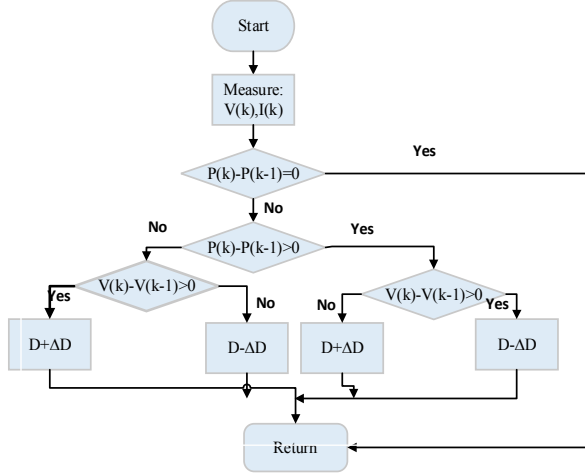 Start
Measure:
V(k),I(k)
P(k)-P(k-1)=0
Yes
No
P(k)-P(k-1)>0
No
Yes
V(k)-V(k-1)>0
Yes
No
V(k)-V(k-1)>0
No
Yes
D+ΔD
D-ΔD
D+ΔD
D-ΔD
Return